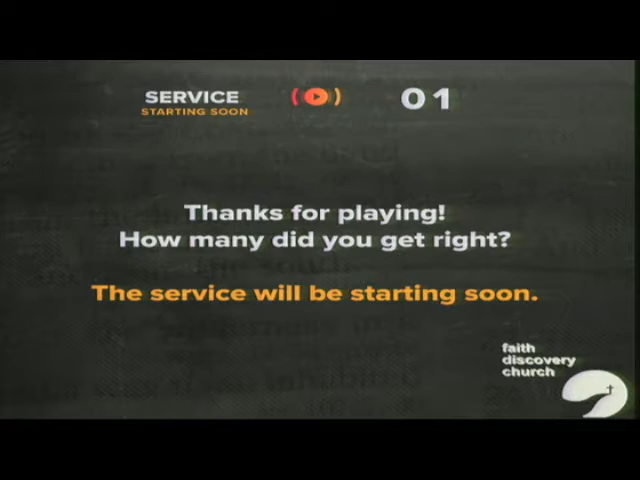 SERVICE
STARTING SOON
01
Thanks for playing!
How many did you get right?
The service will be starting soon.
faith
discovery
church